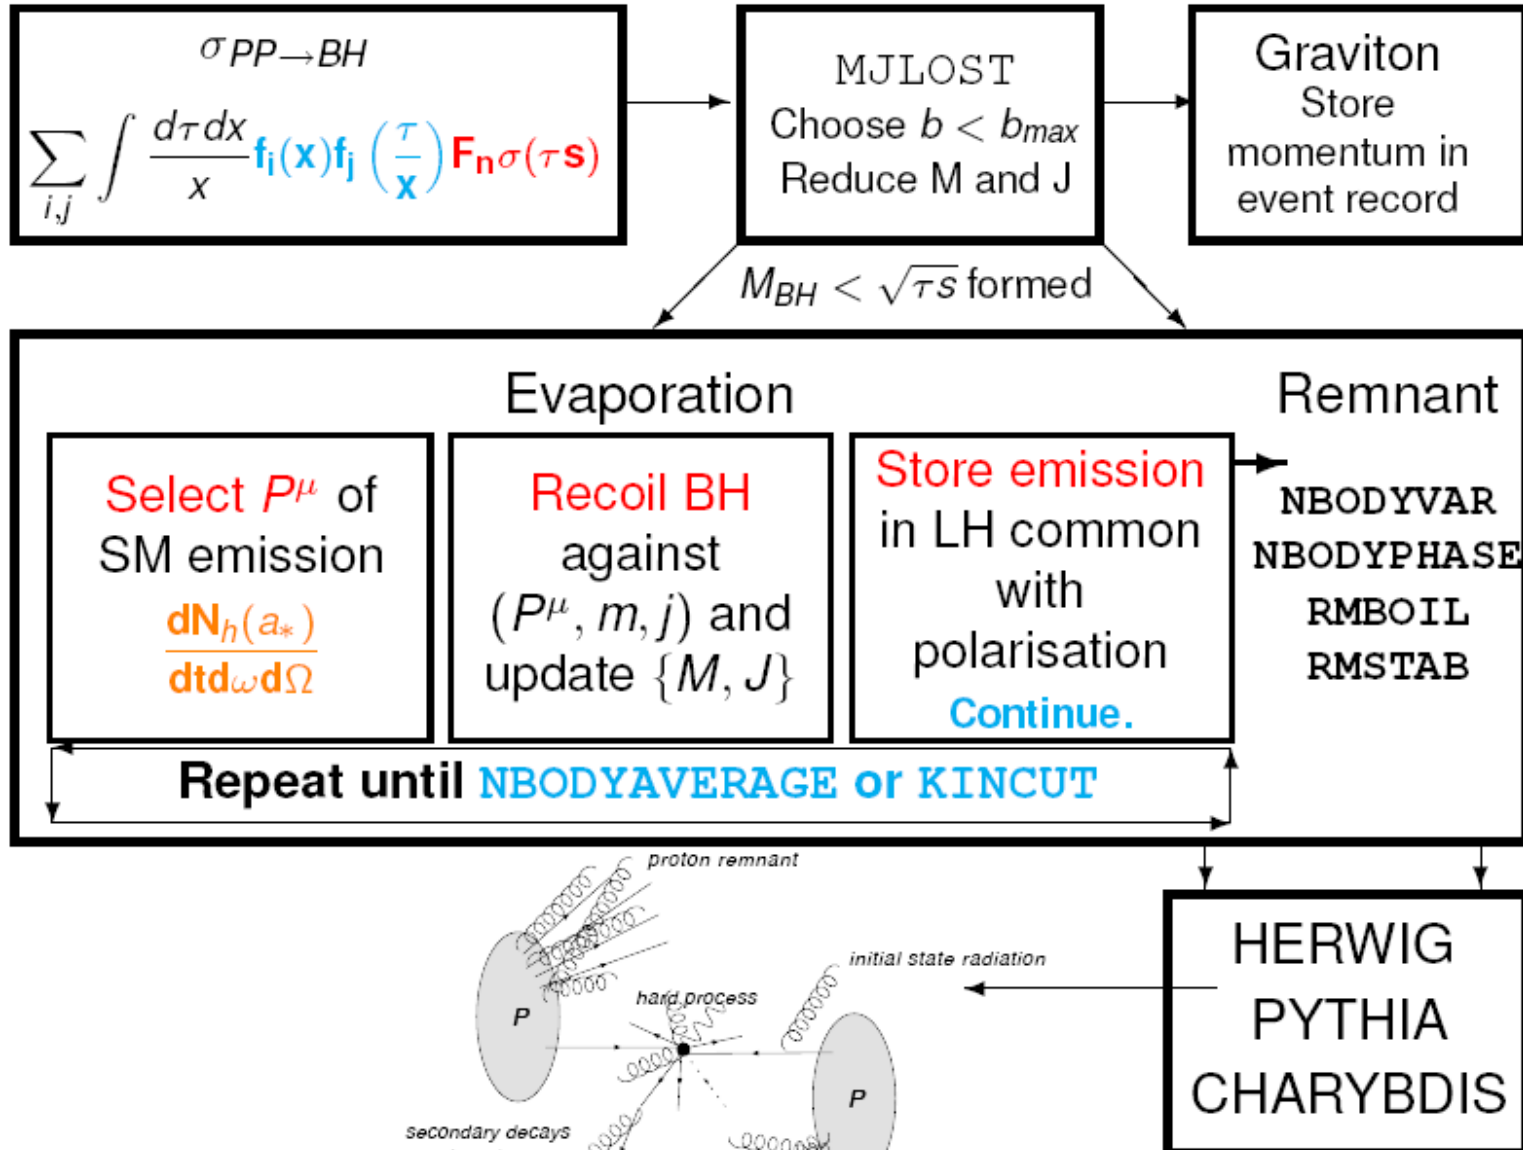 σ PP→BH
∑ i,j ∫ dτdx/x f_i(x)f_j (τ/x) F_n σ(τs)
MJLOST
Choose b < b_max
Reduce M and J
Graviton
Store
momentum in
event record
M_BH < √τs formed
Evaporation
Remnant
Select P^μ of
SM emission
dN_h(a_*)
dtdωdΩ
Recoil BH
against
(P^μ, m, j) and
update {M, J}
Store emission
in LH common
with
polarisation
Continue.
NBODYVAR
NBODYPHASE
RMBOIL
RMSTAB
Repeat until NBODYAVERAGE or KINCUT
proton remnant
P
hard process
initial state radiation
P
secondary decays
HERWIG
PYTHIA
CHARYBDIS